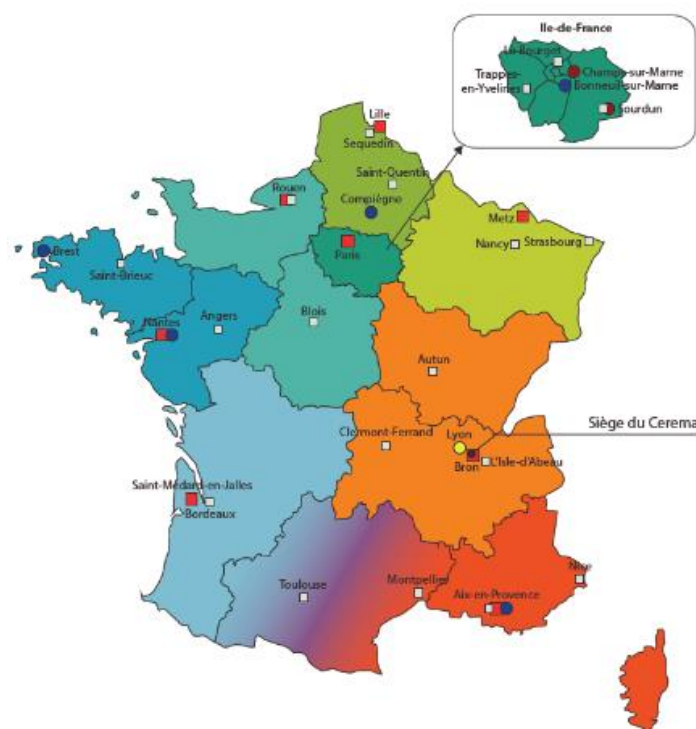 Ile-de-France
Le Bourget
Champs-sur-Marne
Trappes-
en-Yvelines
Bonneuil-sur-Marne
Sourdun
Lille
Sequedin
Saint-Quentin
Rouen
Compiègne
Metz
Nancy
Strasbourg
Paris
Brest
Saint-Brieuc
Nantes
Angers
Blois
Autun
Siège du Cerema
Clermont-Ferrand
Lyon
Bron
L'Isle-d'Abeau
Saint-Médard-en-Jalles
Bordeaux
Toulouse
Montpellier
Nice
Aix-en-Provence